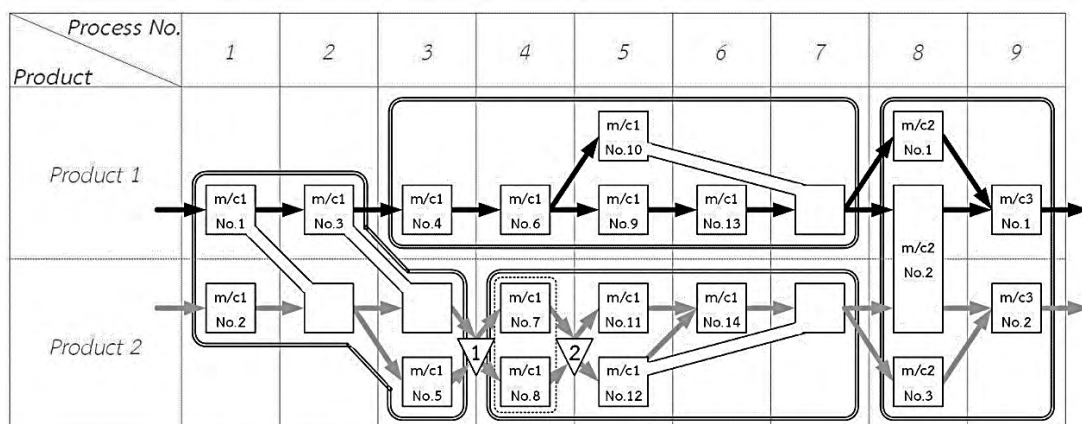 Process No.
Product
1 2 3 4 5 6 7 8 9
Product 1
m/c1
No.10
m/c2
No.1
m/c1
No.1
m/c1
No.3
m/c1
No.4
m/c1
No.6
m/c1
No.9
m/c1
No.13
m/c2
No.2
m/c3
No.1
Product 2
m/c1
No.2
m/c1
No.7
m/c1
No.11
m/c1
No.14
m/c3
No.2
1
2
m/c1
No.5
m/c1
No.8
m/c1
No.12
m/c2
No.3